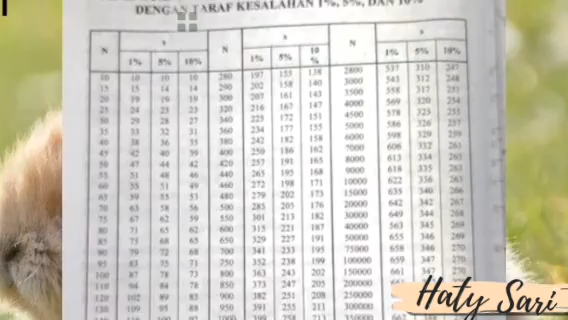 DENGAN TARAF KESALAHAN 1%, 5%, DAN 10%
N s N s N s
1% 5% 10% 1% 5% 10% 1% 5% 10%
10 10 10 10 280 197 155 138 2800 537 310 247
15 15 14 14 290 202 158 140 3000 543 312 248
20 19 19 19 300 207 161 143 3500 558 317 251
25 24 23 23 320 216 167 147 4000 569 320 254
30 29 28 27 340 225 172 151 4500 578 323 255
35 33 32 31 360 234 177 155 5000 586 326 257
40 38 36 35 380 242 182 158 6000 598 329 259
45 42 40 39 400 250 186 162 7000 606 332 261
50 47 44 42 420 257 191 165 8000 613 334 263
55 51 48 46 440 265 195 168 9000 618 335 263
60 55 51 49 460 272 198 171 10000 622 336 263
65 59 55 53 480 279 202 173 15000 635 340 266
70 63 58 56 500 285 205 176 20000 642 342 267
75 67 62 59 550 301 213 182 30000 649 344 268
80 71 65 62 600 315 221 187 40000 563 345 269
85 75 68 65 650 329 227 191 50000 655 346 269
90 79 72 68 700 341 233 195 75000 658 346 270
95 83 75 71 750 352 238 199 100000 659 347 270
100 87 78 73 800 363 243 202 150000 661 347 270
110 94 84 78 850 373 247 205 200000 661
120 102 89 83 900 382 251 208 250000
130 109 95 88 950 391 255 211 300000
1000 399 258 213 350000
Haty Sari